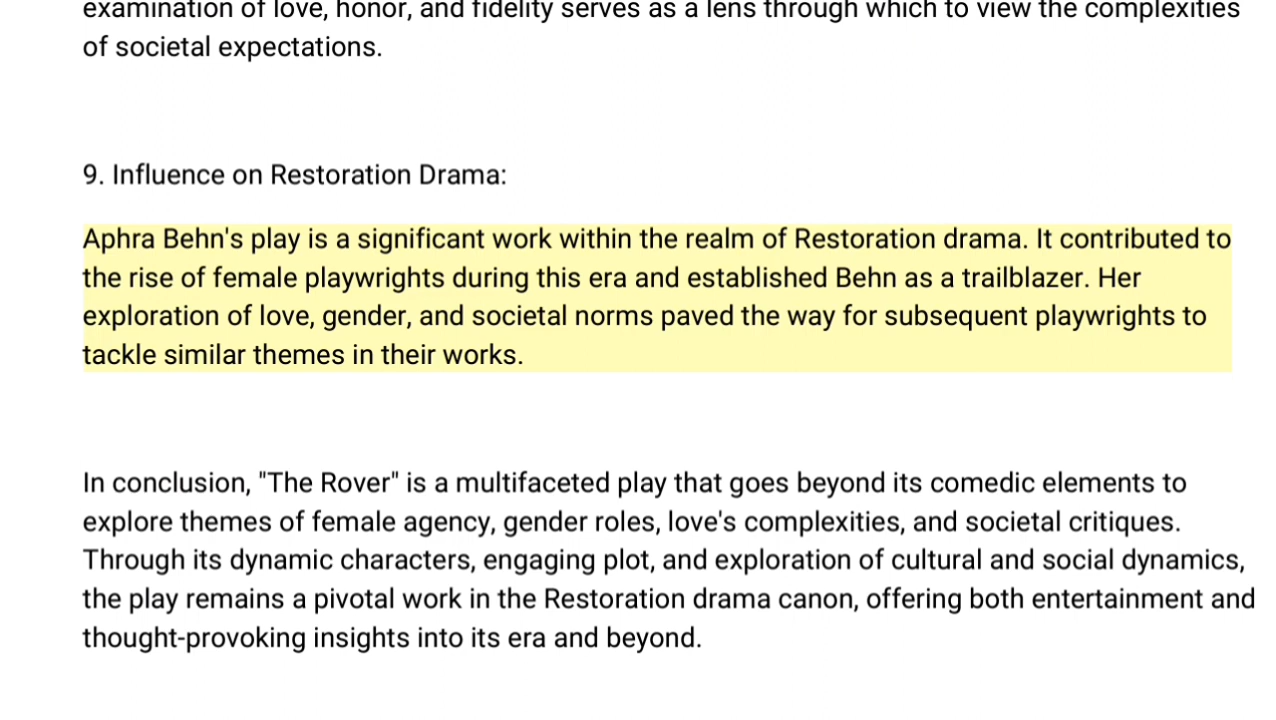 examination of love, honor, and fidelity serves as a lens through which to view the complexities
of societal expectations.
9. Influence on Restoration Drama:
Aphra Behn's play is a significant work within the realm of Restoration drama. It contributed to
the rise of female playwrights during this era and established Behn as a trailblazer. Her
exploration of love, gender, and societal norms paved the way for subsequent playwrights to
tackle similar themes in their works.
In conclusion, "The Rover" is a multifaceted play that goes beyond its comedic elements to
explore themes of female agency, gender roles, love's complexities, and societal critiques.
Through its dynamic characters, engaging plot, and exploration of cultural and social dynamics,
the play remains a pivotal work in the Restoration drama canon, offering both entertainment and
thought-provoking insights into its era and beyond.